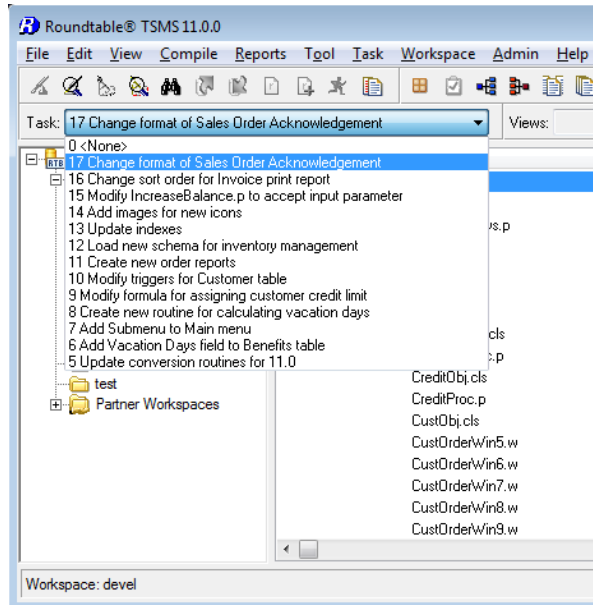 Roundtable® TSMS 11.0.0
File Edit View Compile Reports Tool Task Workspace Admin Help
Task: 17 Change format of Sales Order Acknowledgement Views:
0 <None>
RTB 17 Change format of Sales Order Acknowledgement
16 Change sort order for Invoice print report
15 Modify IncreaseBalance.p to accept input parameter
14 Add images for new icons
13 Update indexes
12 Load new schema for inventory management
11 Create new order reports
10 Modify triggers for Customer table
9 Modify formula for assigning customer credit limit
8 Create new routine for calculating vacation days
7 Add Submenu to Main menu
6 Add Vacation Days field to Benefits table
5 Update conversion routines for 11.0
test
Partner Workspaces
ys.p
cls
.p
CreditObj.cls
CreditProc.p
CustObj.cls
CustOrderWin5.w
CustOrderWin6.w
CustOrderWin7.w
CustOrderWin8.w
CustOrderWin9.w
Workspace: devel